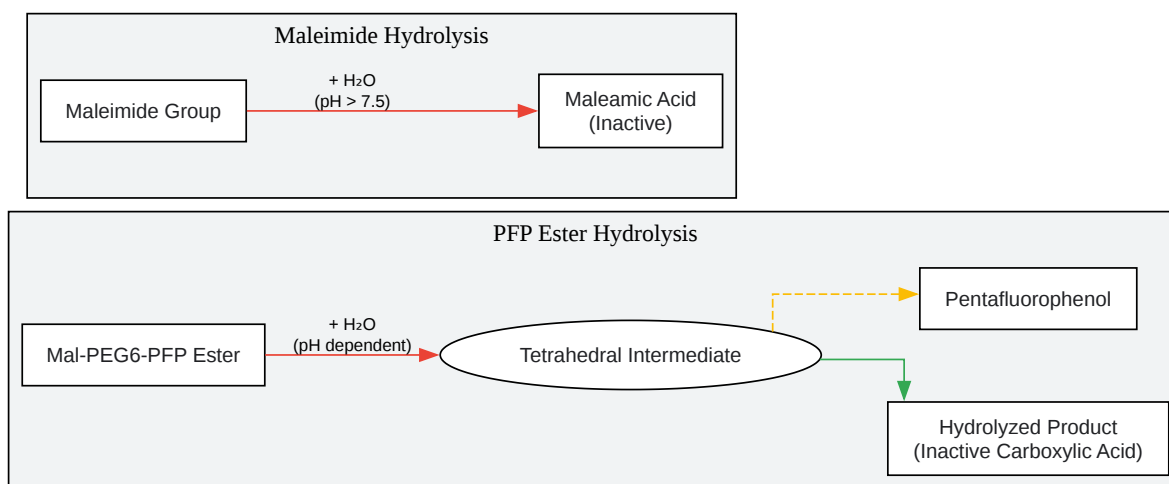 Maleimide Hydrolysis
Maleimide Group
+ H₂O
(pH > 7.5)
Maleamic Acid
(Inactive)
PFP Ester Hydrolysis
Mal-PEG6-PFP Ester
+ H₂O
(pH dependent)
Tetrahedral Intermediate
Pentafluorophenol
Hydrolyzed Product
(Inactive Carboxylic Acid)